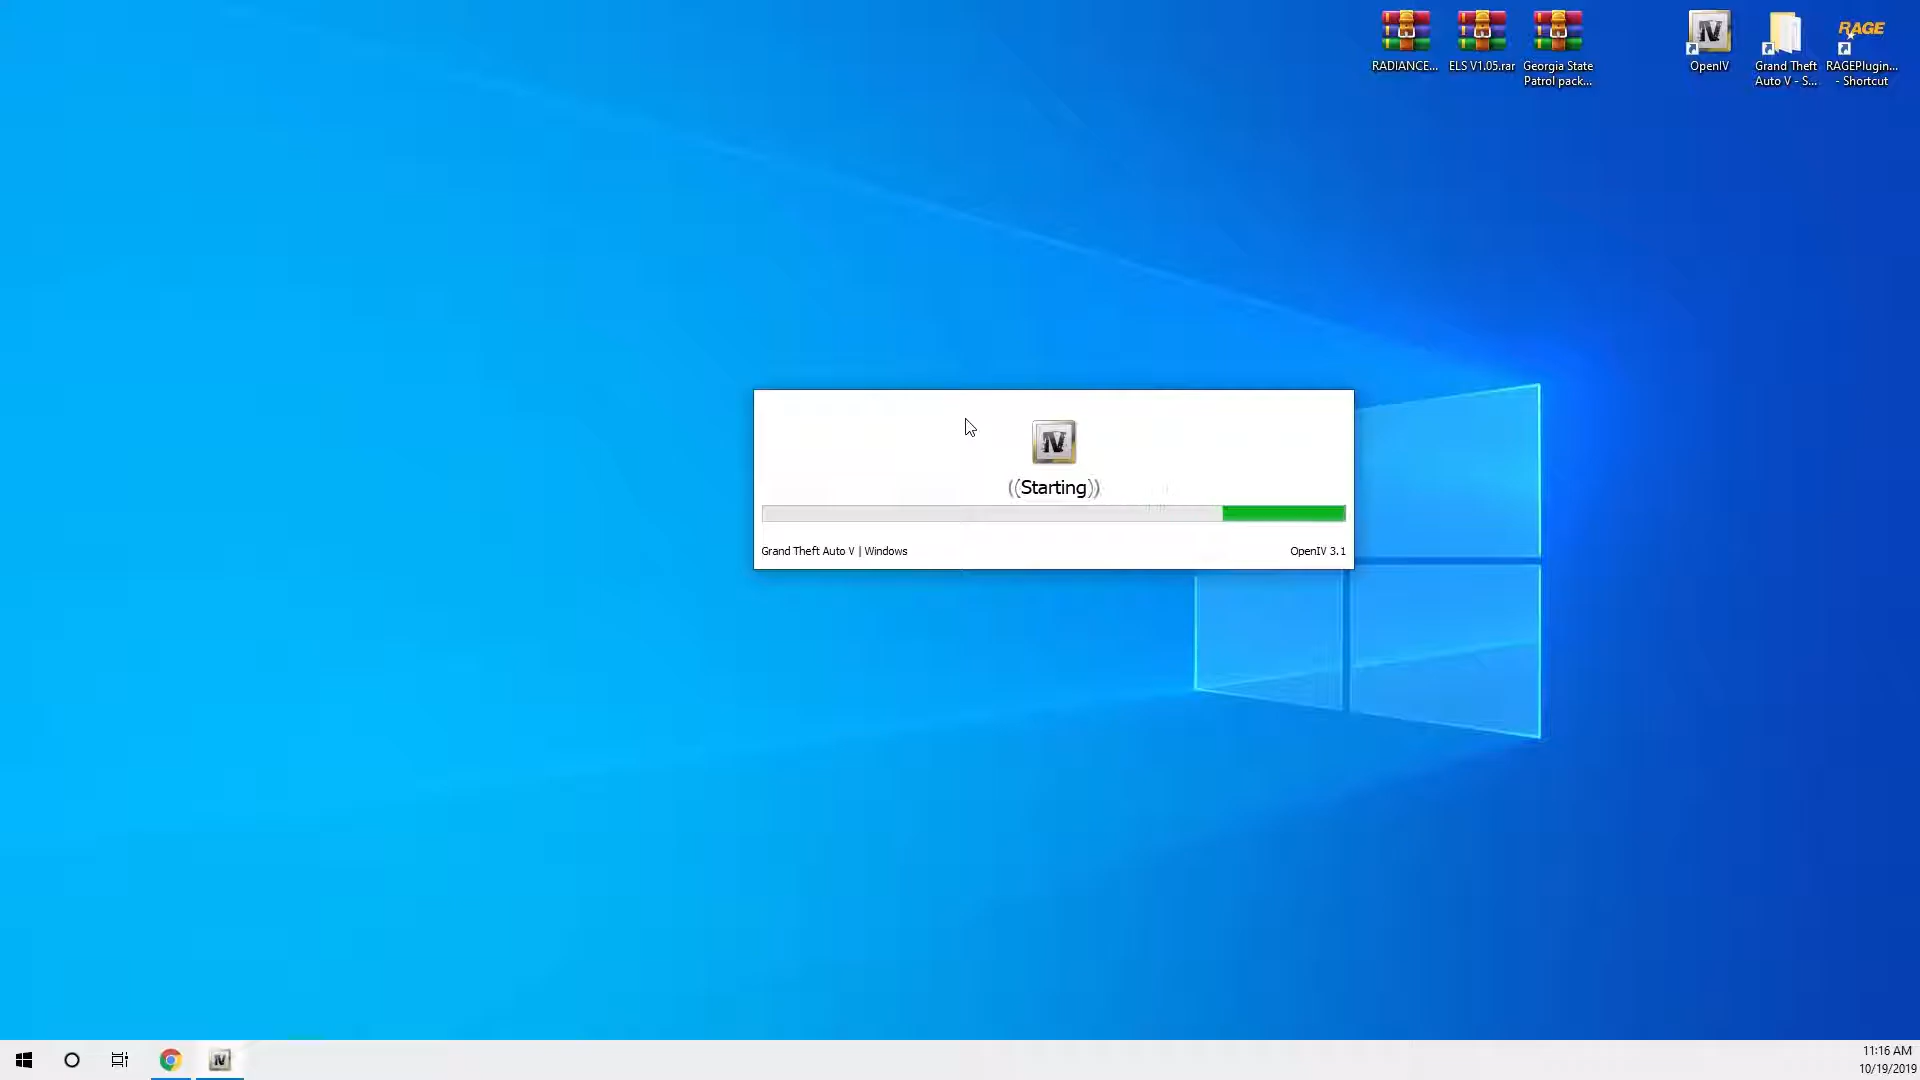 RADIANCE...
ELS V1.05.rar
Georgia State
Patrol pack...
OpenIV
Grand Theft
Auto V - S...
RAGE
RAGEPlugin...
- Shortcut
IV
((Starting))
Grand Theft Auto V | Windows
OpenIV 3.1
11:16 AM
10/19/2019